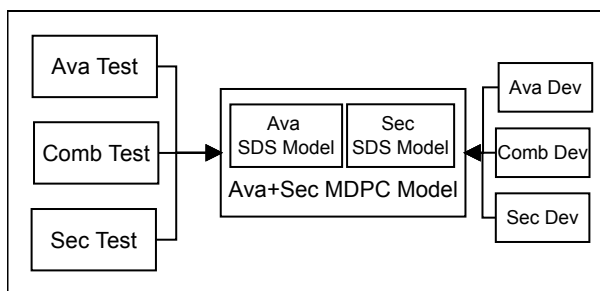 Ava Test
Comb Test
Sec Test
Ava
SDS Model
Sec
SDS Model
Ava+Sec MDPC Model
Ava Dev
Comb Dev
Sec Dev